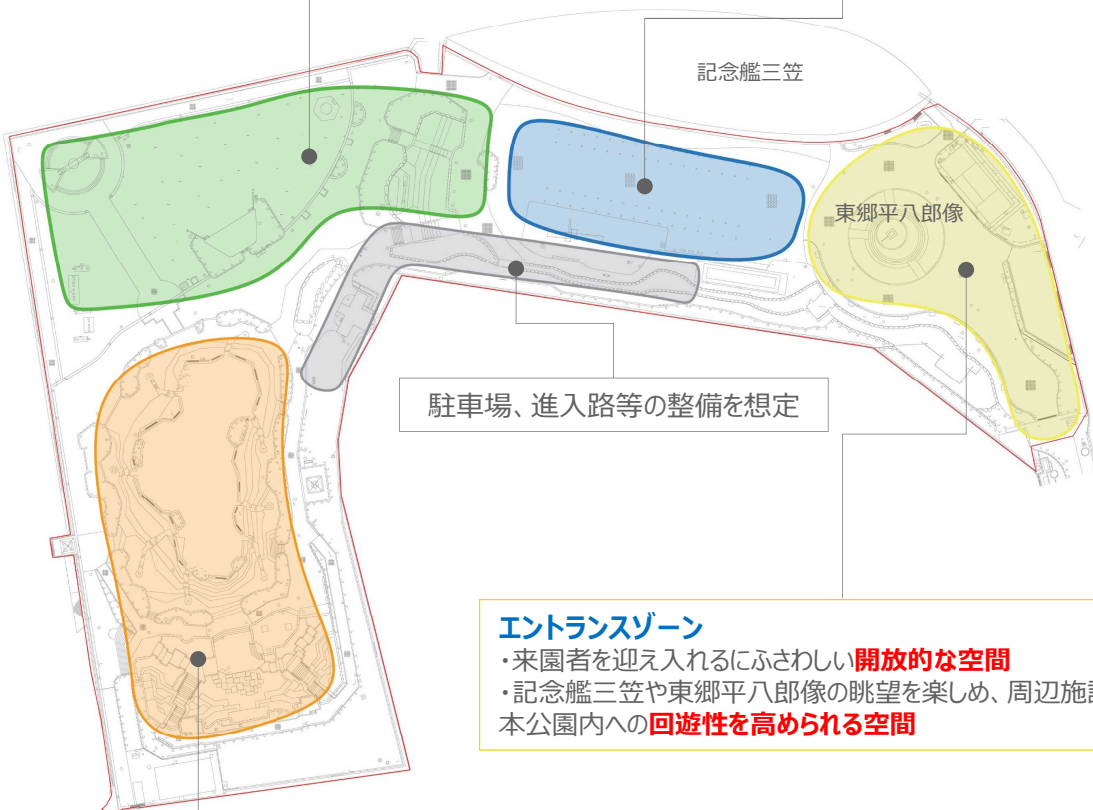 記念艦三笠
東郷平八郎像
駐車場、進入路等の整備を想定
エントランスゾーン
・来園者を迎え入れるにふさわしい開放的な空間
・記念艦三笠や東郷平八郎像の眺望を楽しめ、周辺施設
本公園内への回遊性を高められる空間